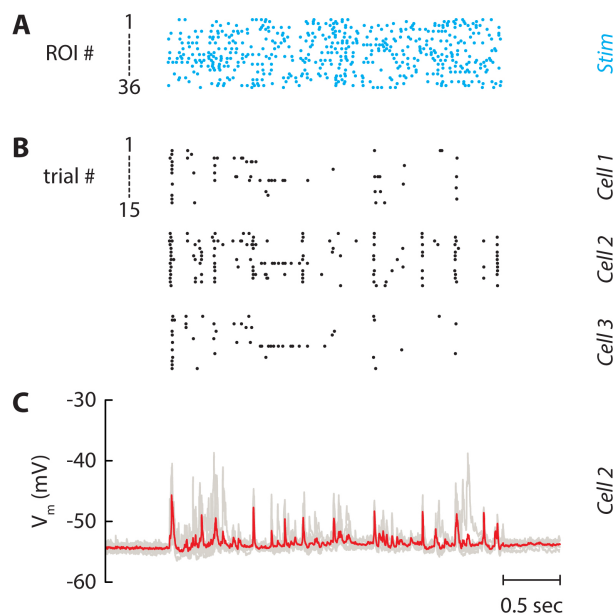 A
ROI #
1
36
Stim
B
trial #
1
15
Cell 1
Cell 2
Cell 3
C
-30
-40
-50
-60
Vm (mV)
Cell 2
0.5 sec